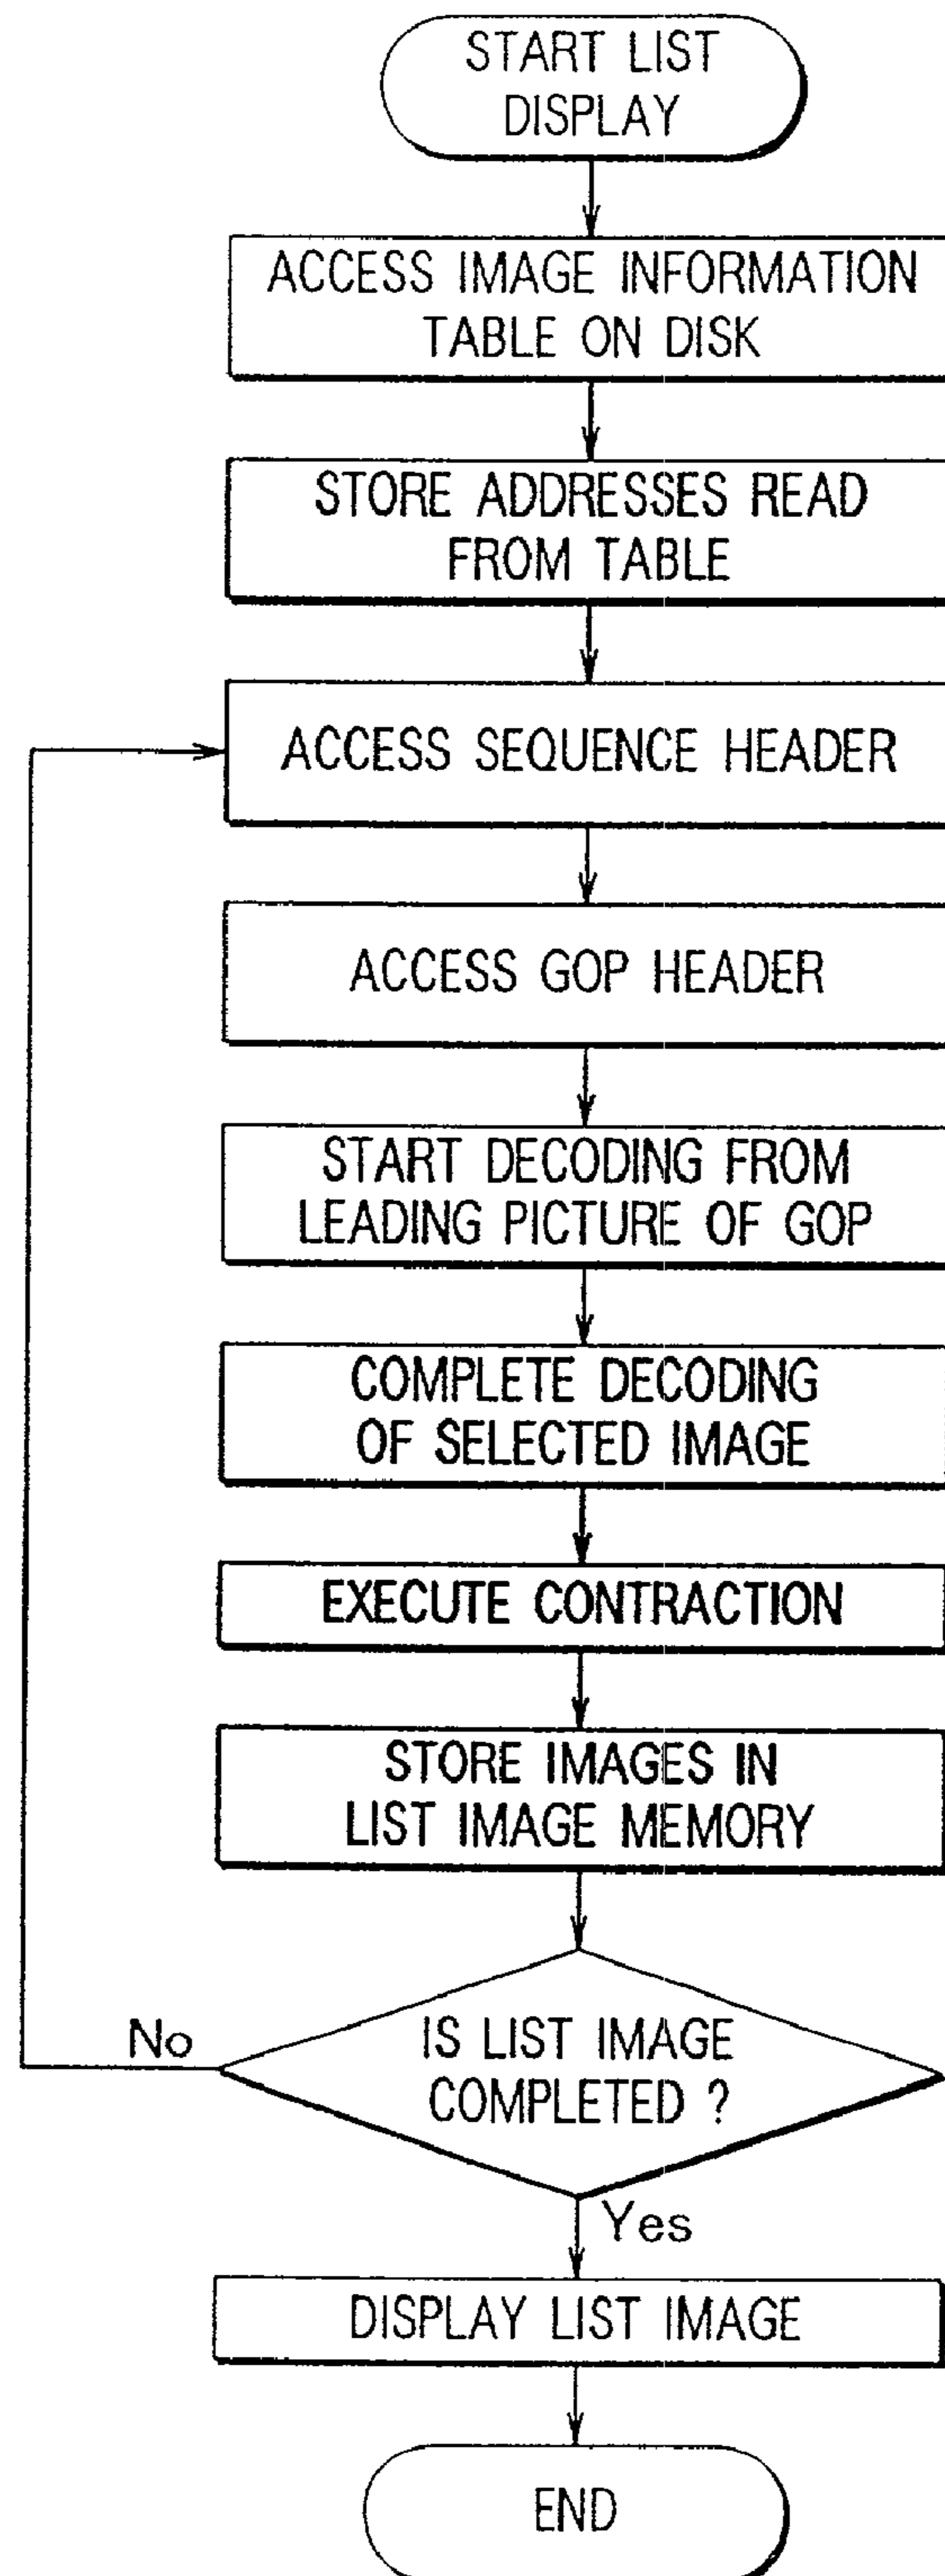 START LIST
DISPLAY
ACCESS IMAGE INFORMATION
TABLE ON DISK
STORE ADDRESSES READ
FROM TABLE
ACCESS SEQUENCE HEADER
ACCESS GOP HEADER
START DECODING FROM
LEADING PICTURE OF GOP
COMPLETE DECODING
OF SELECTED IMAGE
EXECUTE CONTRACTION
STORE IMAGES IN
LIST IMAGE MEMORY
No
IS LIST IMAGE
COMPLETED ?
Yes
DISPLAY LIST IMAGE
END